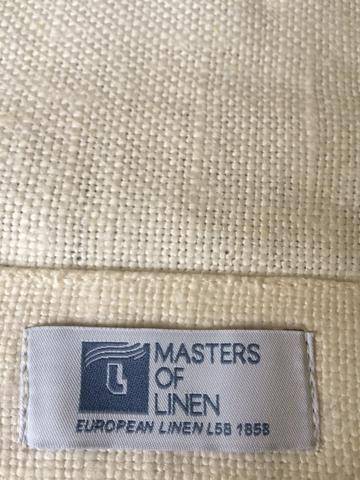 L
MASTERS
OF
LINEN
EUROPEAN LINEN LSB 1858